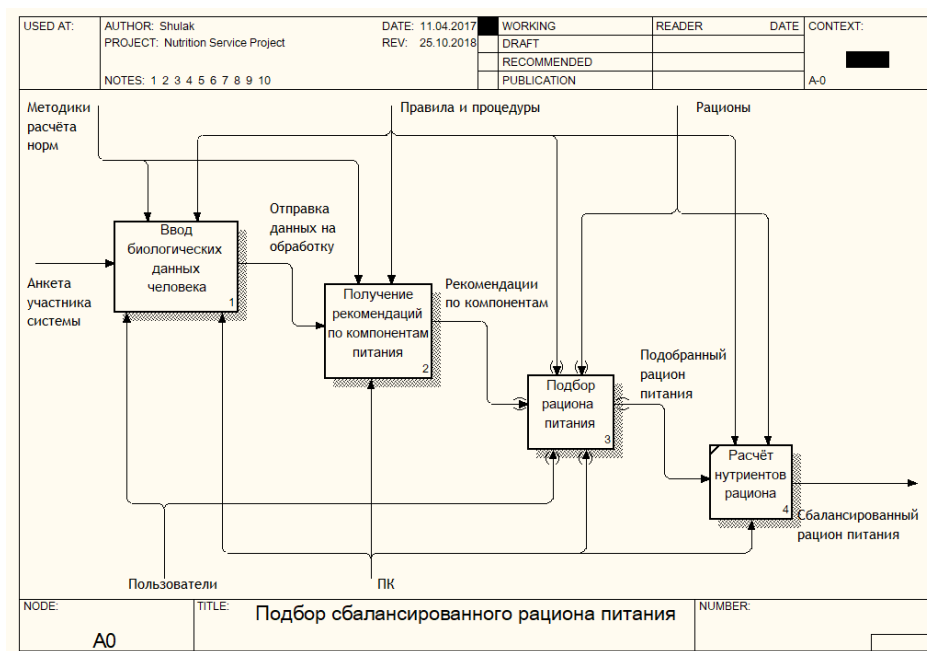 USED AT:
AUTHOR: Shulak
DATE: 11.04.2017
WORKING
READER
DATE
CONTEXT:
PROJECT: Nutrition Service Project
REV: 25.10.2018
DRAFT
RECOMMENDED
NOTES: 1 2 3 4 5 6 7 8 9 10
PUBLICATION
A-0
Методики
расчёта
норм
Правила и процедуры
Рационы
Ввод
биологических
данных
человека
1
Отправка
данных на
обработку
Анкета
участника
системы
Получение
рекомендаций
по компонентам
питания
2
Рекомендации
по компонентам
Подбор
рациона
питания
3
Подобранный
рацион
питания
Расчёт
нутриентов
рациона
4
Сбалансированный
рацион питания
Пользователи
ПК
NODE:
A0
TITLE:
Подбор сбалансированного рациона питания
NUMBER: